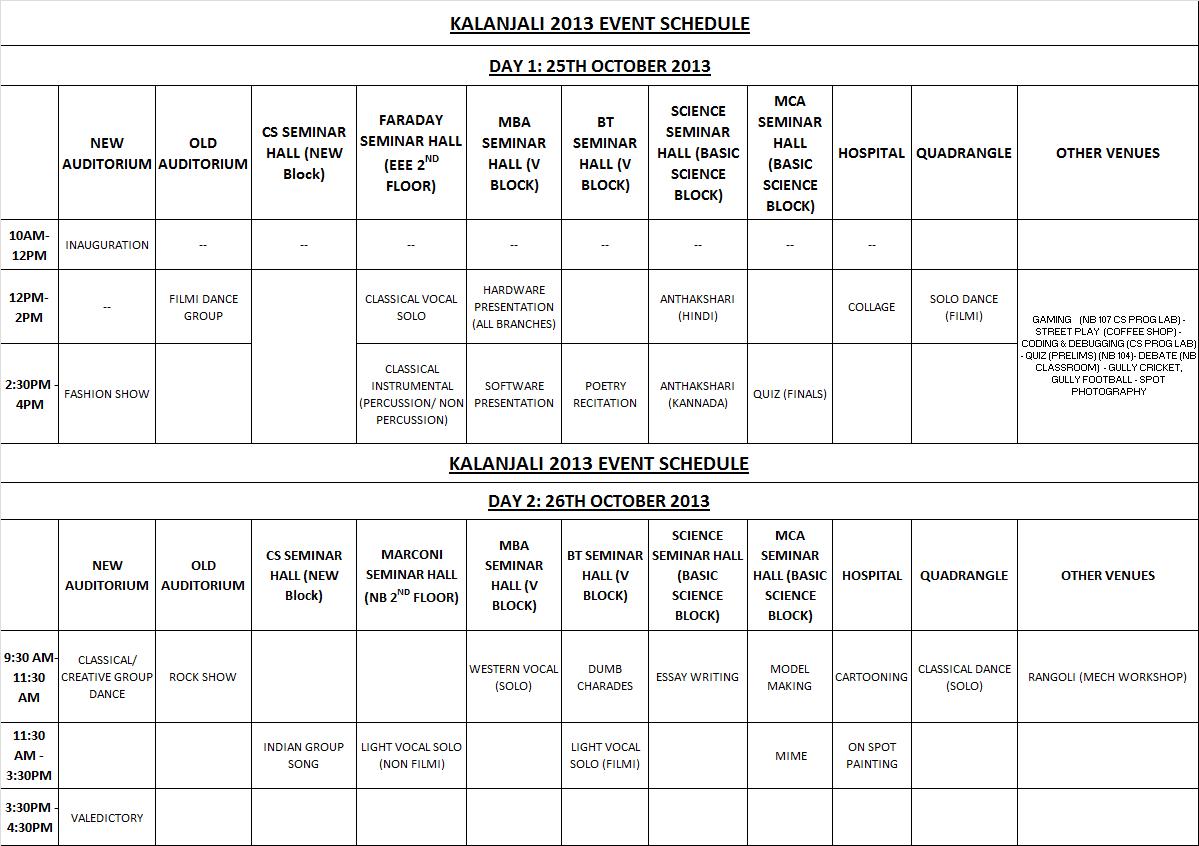 KALANJALI 2013 EVENT SCHEDULE
DAY 1: 25TH OCTOBER 2013
NEW
AUDITORIUM
OLD
AUDITORIUM
CS SEMINAR
HALL (NEW
Block)
FARADAY
SEMINAR HALL
(EEE 2ND
FLOOR)
MBA
SEMINAR
HALL (V
BLOCK)
BT
SEMINAR
HALL (V
BLOCK)
SCIENCE
SEMINAR
HALL (BASIC
SCIENCE
BLOCK)
MCA
SEMINAR
HALL
(BASIC
SCIENCE
BLOCK)
HOSPITAL
QUADRANGLE
OTHER VENUES
10AM-
12PM
INAUGURATION
--
--
--
--
--
--
--
--
12PM-
2PM
--
FILMI DANCE
GROUP
CLASSICAL VOCAL
SOLO
HARDWARE
PRESENTATION
(ALL BRANCHES)
ANTHAKSHARI
(HINDI)
COLLAGE
SOLO DANCE
(FILMI)
GAMING (NB 107 CS PROG LAB) -
STREET PLAY (COFFEE SHOP) -
CODING & DEBUGGING (CS PROG LAB)
- QUIZ (PRELIMS) (NB 104)- DEBATE (NB
CLASSROOM) - GULLY CRICKET,
GULLY FOOTBALL - SPOT
PHOTOGRAPHY
2:30PM -
4PM
FASHION SHOW
CLASSICAL
INSTRUMENTAL
(PERCUSSION/ NON
PERCUSSION)
SOFTWARE
PRESENTATION
POETRY
RECITATION
ANTHAKSHARI
(KANNADA)
QUIZ (FINALS)
KALANJALI 2013 EVENT SCHEDULE
DAY 2: 26TH OCTOBER 2013
NEW
AUDITORIUM
OLD
AUDITORIUM
CS SEMINAR
HALL (NEW
Block)
MARCONI
SEMINAR HALL
(NB 2ND FLOOR)
MBA
SEMINAR
HALL (V
BLOCK)
BT SEMINAR
HALL (V
BLOCK)
SCIENCE
SEMINAR HALL
(BASIC
SCIENCE
BLOCK)
MCA
SEMINAR
HALL (BASIC
SCIENCE
BLOCK)
HOSPITAL
QUADRANGLE
OTHER VENUES
9:30 AM-
11:30
AM
CLASSICAL/
CREATIVE GROUP
DANCE
ROCK SHOW
WESTERN VOCAL
(SOLO)
DUMB
CHARADES
ESSAY WRITING
MODEL
MAKING
CARTOONING
CLASSICAL DANCE
(SOLO)
RANGOLI (MECH WORKSHOP)
11:30
AM -
3:30PM
INDIAN GROUP
SONG
LIGHT VOCAL SOLO
(NON FILMI)
LIGHT VOCAL
SOLO (FILMI)
MIME
ON SPOT
PAINTING
3:30PM -
4:30PM
VALEDICTORY